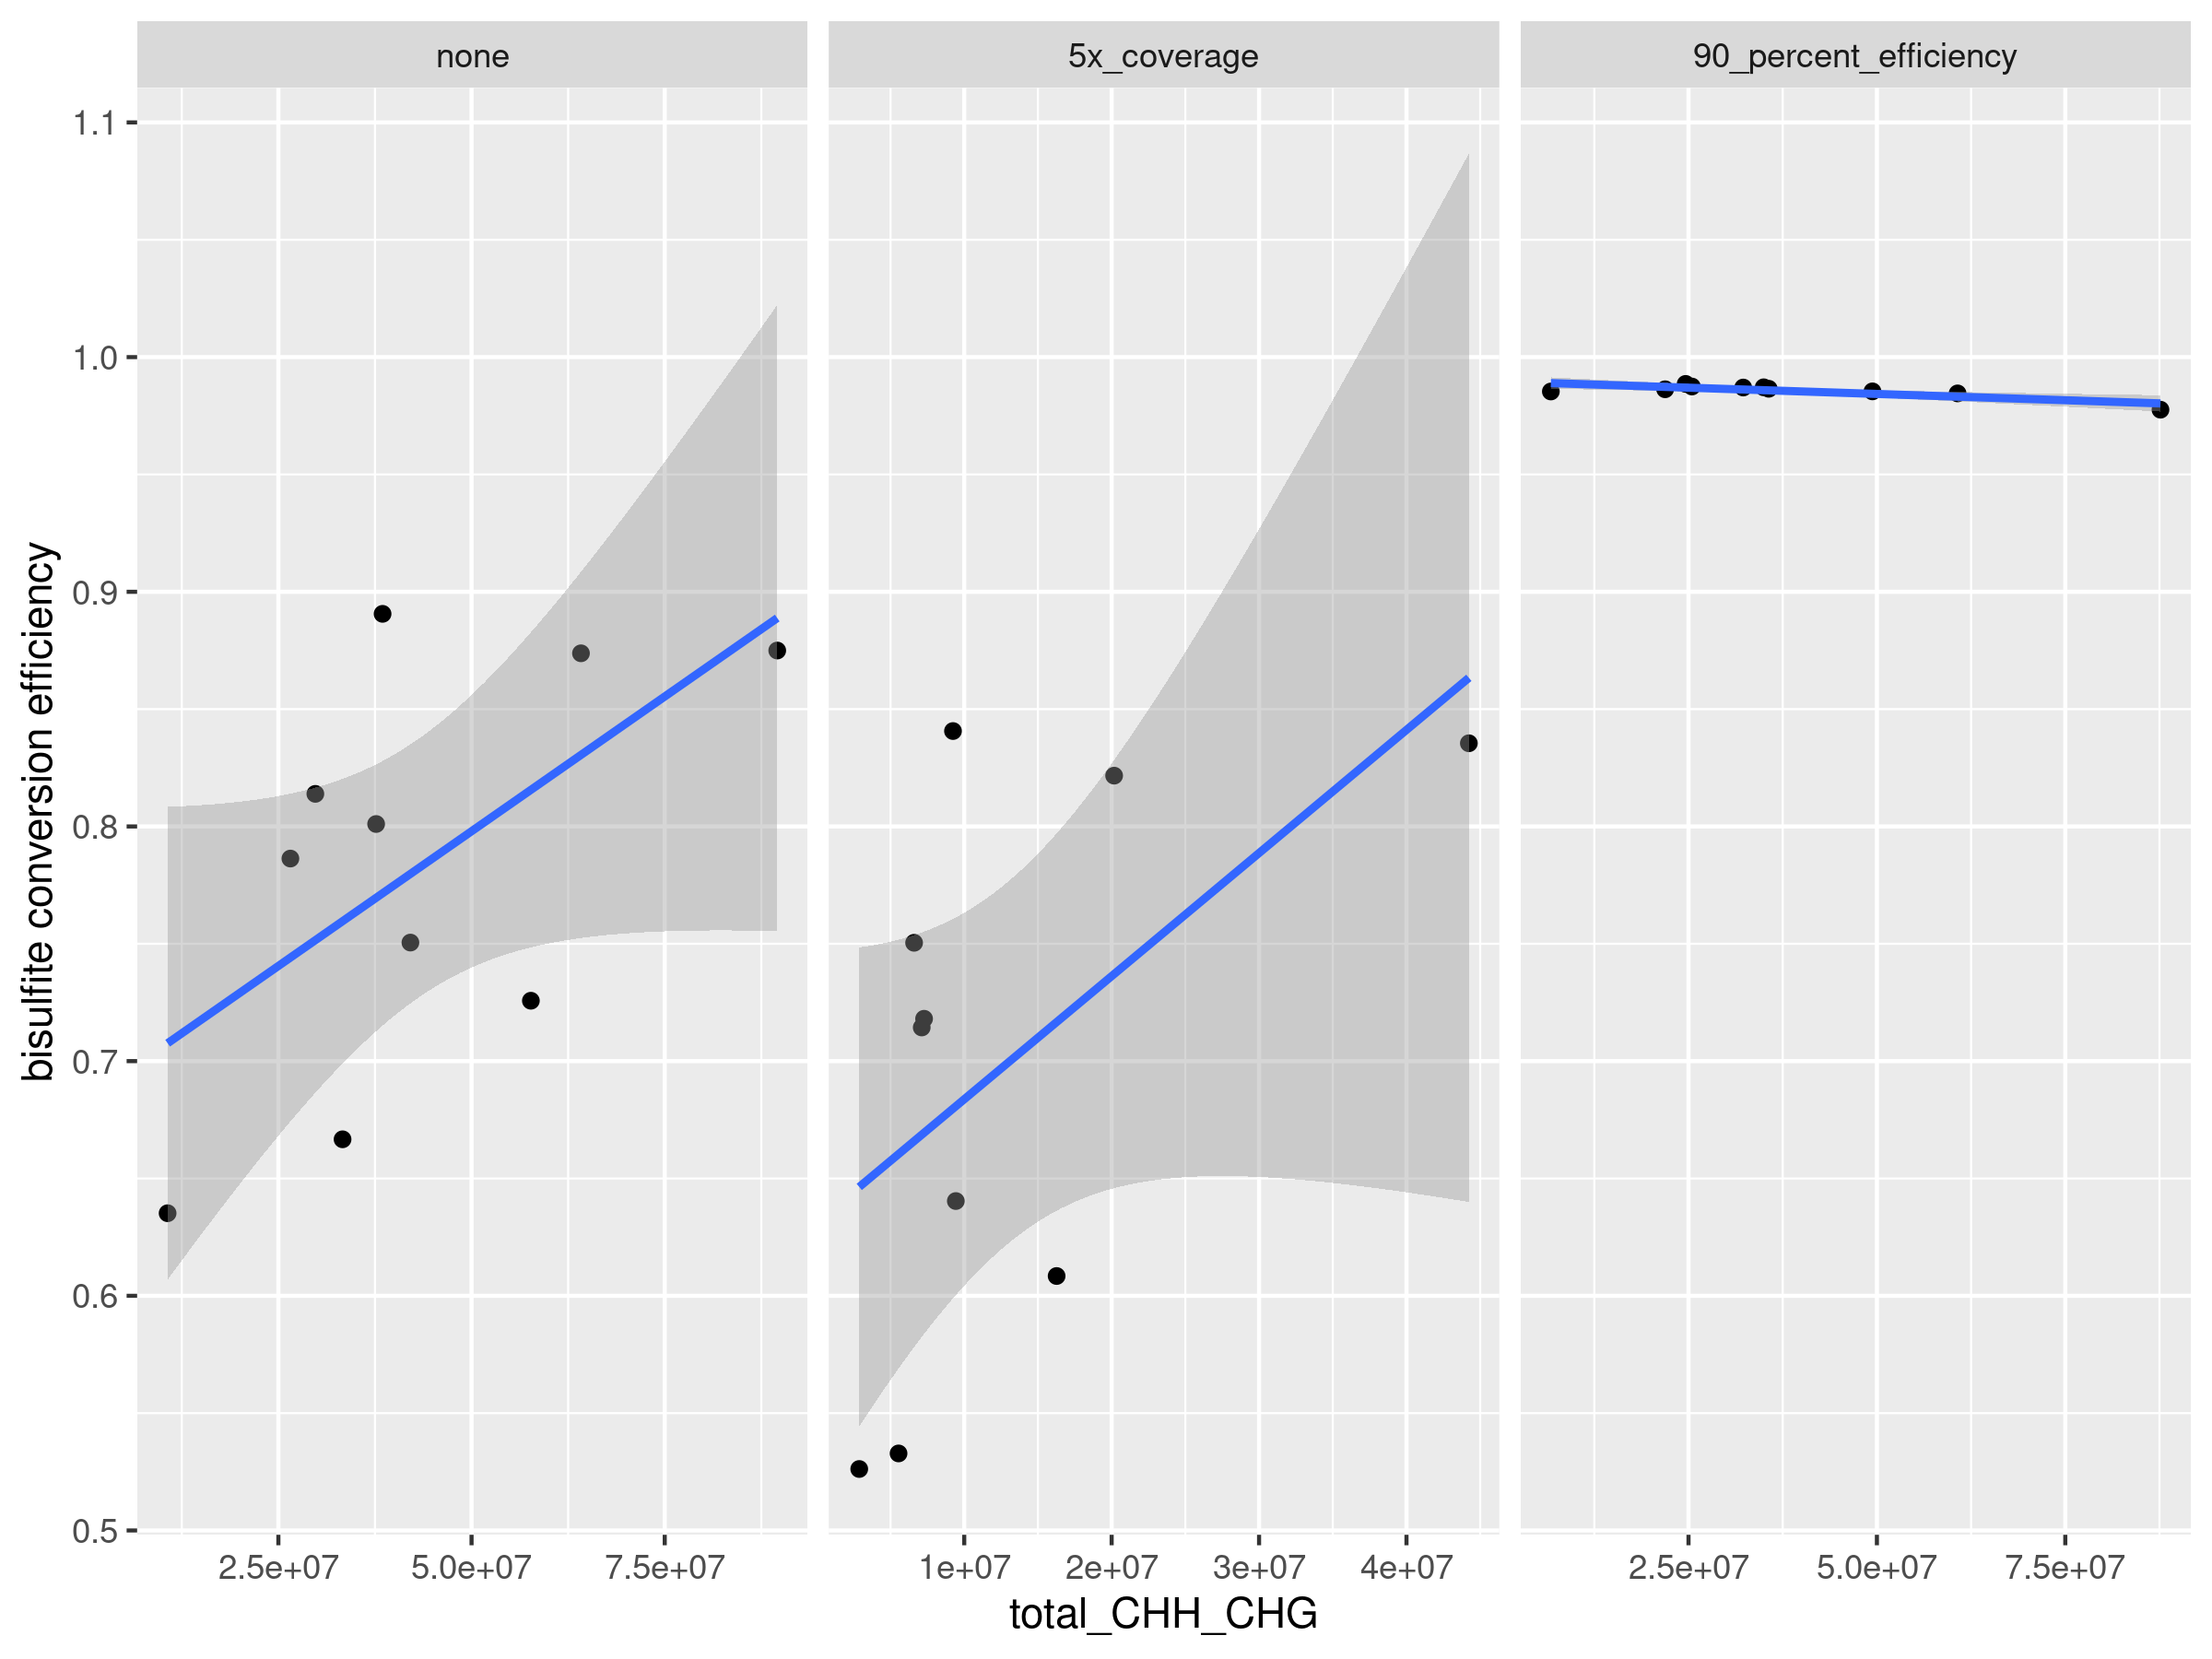 none
5x_coverage
90_percent_efficiency
bisulfite conversion efficiency
1.1
1.0
0.9
0.8
0.7
0.6
0.5
2.5e+07 5.0e+07 7.5e+07 1e+07 2e+07 3e+07 4e+07 2.5e+07 5.0e+07 7.5e+07
total_CHH_CHG